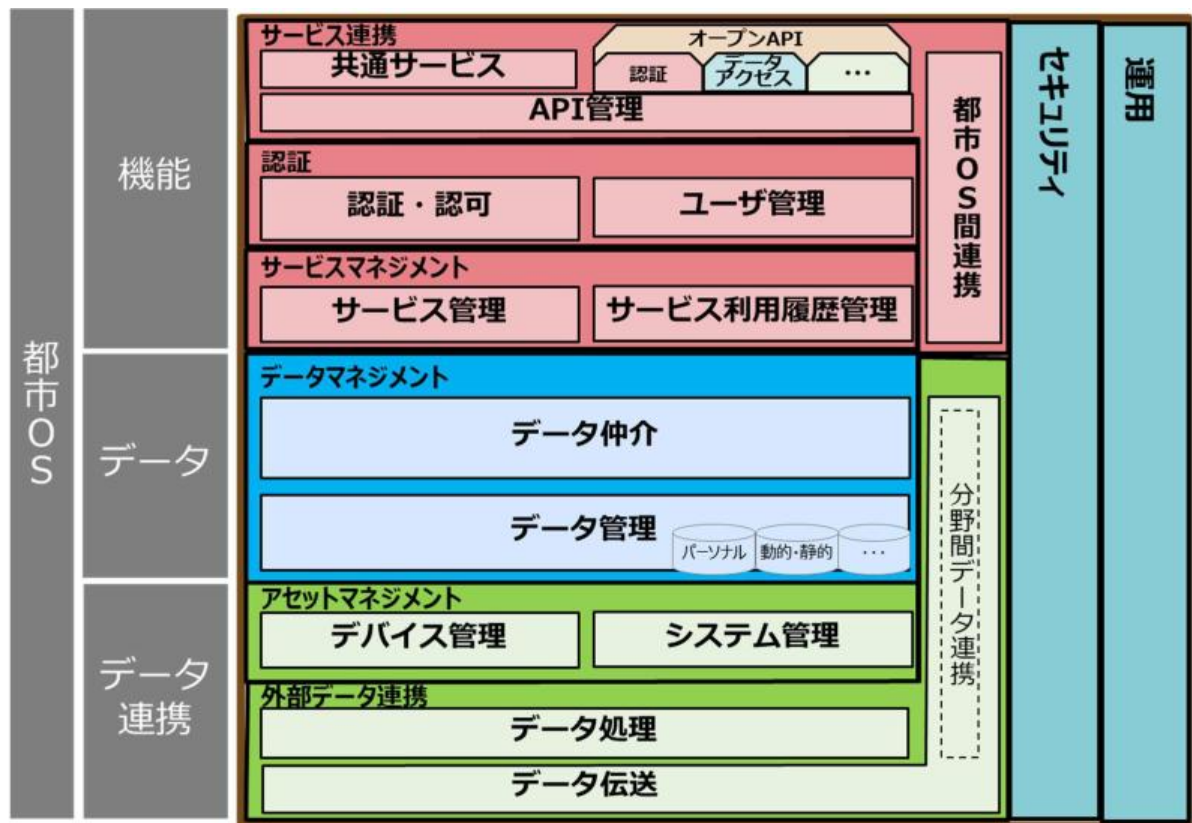 都市OS
機能
データ
データ
連携
サービス連携
共通サービス
オープンAPI
認証
データ
アクセス
…
API管理
認証
認証・認可
ユーザ管理
サービスマネジメント
サービス管理
サービス利用履歴管理
都市OS間連携
データマネジメント
データ仲介
データ管理
パーソナル
動的・静的
…
アセットマネジメント
デバイス管理
システム管理
外部データ連携
データ処理
データ伝送
分野間データ連携
セキュリティ
運用